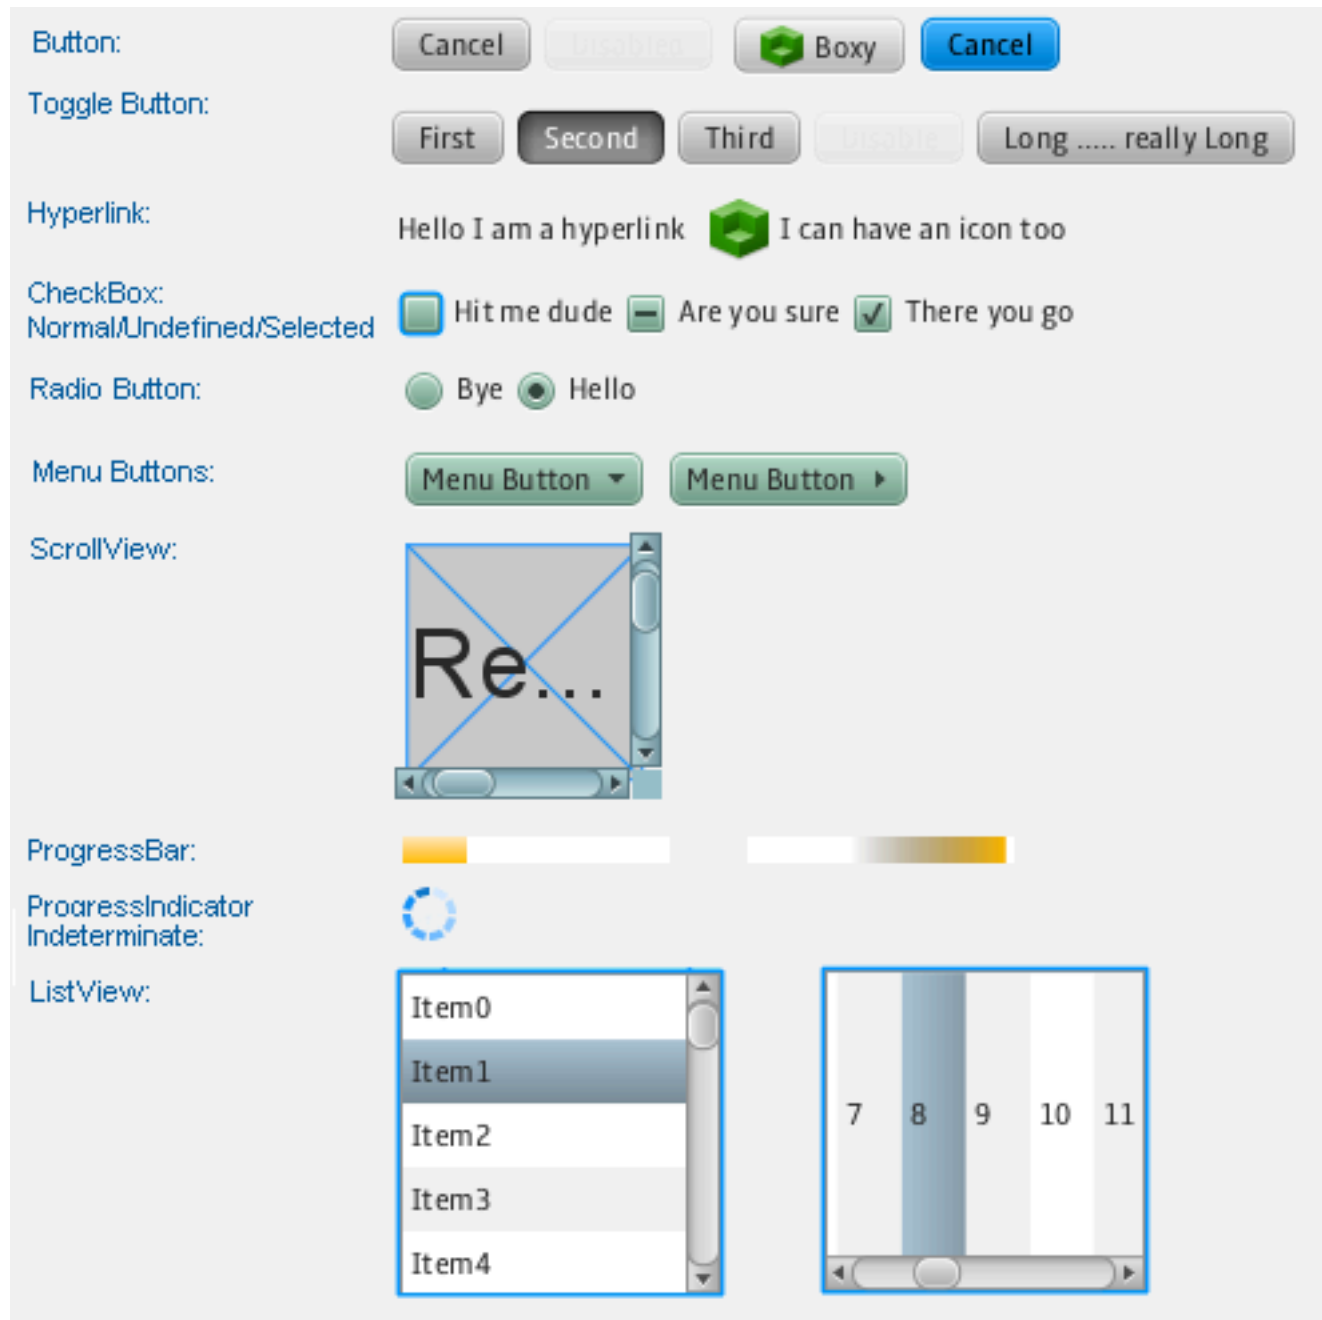 Button:
Cancel Disabled Boxy Cancel
Toggle Button:
First Second Third Disable Long ..... really Long
Hyperlink:
Hello I am a hyperlink I can have an icon too
CheckBox:
Normal/Undefined/Selected
Hit me dude Are you sure There you go
Radio Button:
Bye Hello
Menu Buttons:
Menu Button Menu Button
ScrollView:
Re...
ProgressBar:
ProgressIndicator
Indeterminate:
ListView:
Item0
Item1
Item2
Item3
Item4
7 8 9 10 11